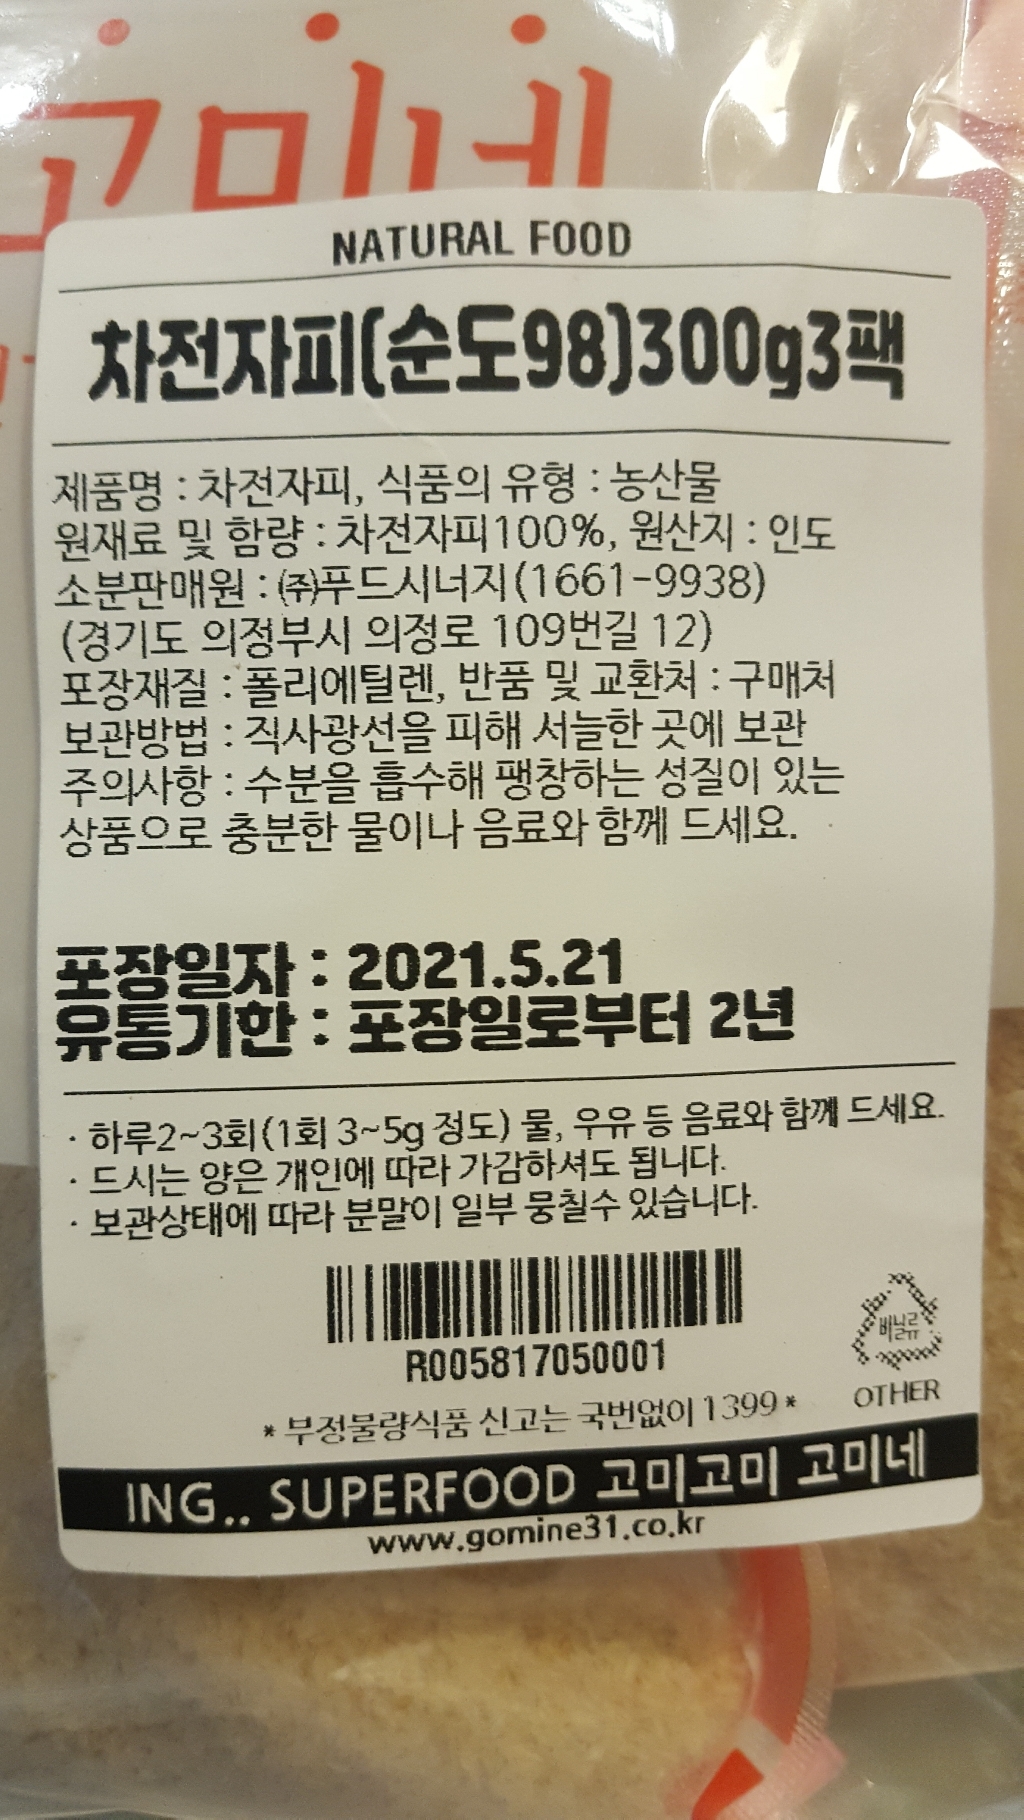 고미네
NATURAL FOOD
차전자피(순도98)300g3팩
제품명 : 차전자피, 식품의 유형 : 농산물
원재료 및 함량 : 차전자피100%, 원산지 : 인도
소분판매원 : ㈜푸드시너지(1661-9938)
(경기도 의정부시 의정로 109번길 12)
포장재질 : 폴리에틸렌, 반품 및 교환처 : 구매처
보관방법 : 직사광선을 피해 서늘한 곳에 보관
주의사항 : 수분을 흡수해 팽창하는 성질이 있는
상품으로 충분한 물이나 음료와 함께 드세요.
포장일자 : 2021.5.21
유통기한 : 포장일로부터 2년
· 하루2~3회(1회 3~5g 정도) 물, 우유 등 음료와 함께 드세요.
· 드시는 양은 개인에 따라 가감하셔도 됩니다.
· 보관상태에 따라 분말이 일부 뭉칠수 있습니다.
R005817050001
비닐류
OTHER
* 부정불량식품 신고는 국번없이 1399 *
ING.. SUPERFOOD 고미고미 고미네
www.gomine31.co.kr